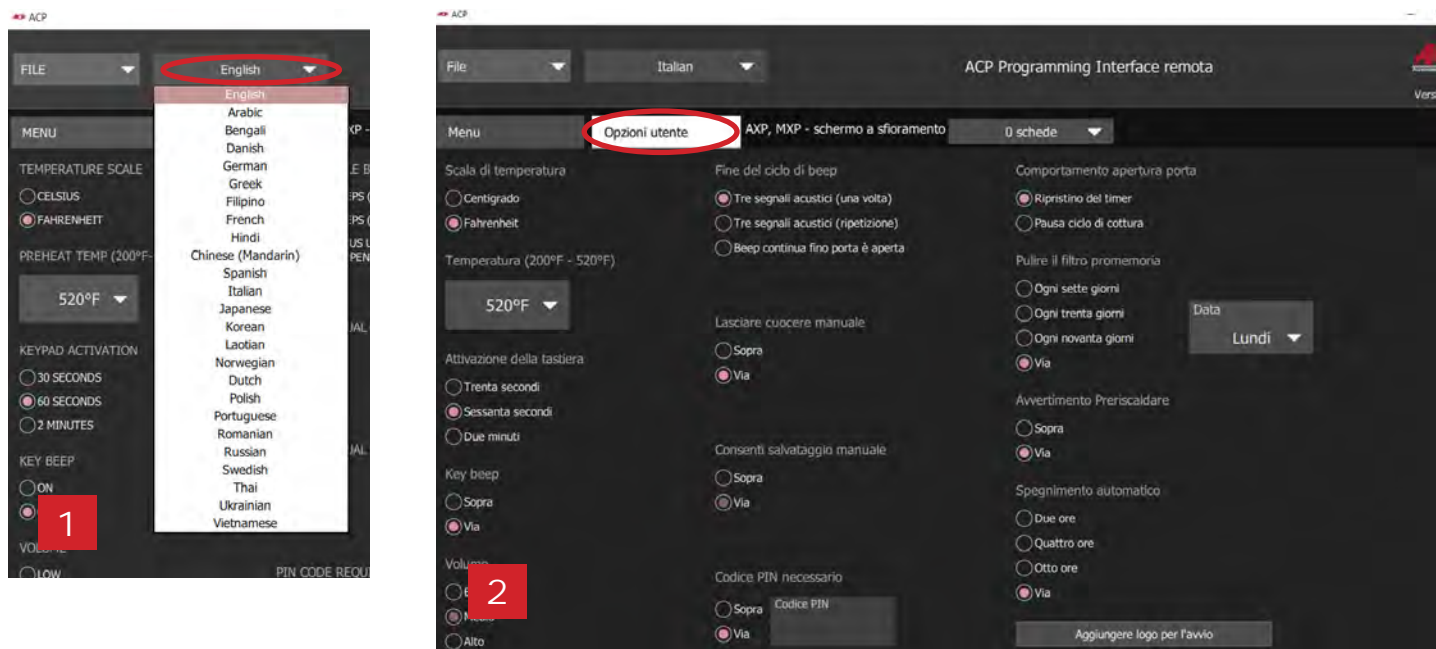 ACP
FILE
English
English
Arabic
Bengali
Danish
German
Greek
Filipino
French
Hindi
Chinese (Mandarin)
Spanish
Italian
Japanese
Korean
Laotian
Norwegian
Dutch
Polish
Portuguese
Romanian
Russian
Swedish
Thai
Ukrainian
Vietnamese
MENU
TEMPERATURE SCALE
CELSIUS
FAHRENHEIT
PREHEAT TEMP (200°F-
520°F
KEYPAD ACTIVATION
30 SECONDS
60 SECONDS
2 MINUTES
KEY BEEP
ON
1
LOW
PIN CODE
ACP
File
Italian
ACP Programming Interface remota
Menu
Opzioni utente
AXP, MXP - schermo a sfioramento
0 schede
Scala di temperatura
Centigrado
Fahrenheit
Temperatura (200°F - 520°F)
520°F
Attivazione della tastiera
Trenta secondi
Sessanta secondi
Due minuti
Key beep
Sopra
Via
2
Alto
Fine del ciclo di beep
Tre segnali acustici (una volta)
Tre segnali acustici (ripetizione)
Beep continua fino porta è aperta
Lasciare cuocere manuale
Sopra
Via
Consenti salvataggio manuale
Sopra
Via
Codice PIN necessario
Sopra
Codice PIN
Via
Comportamento apertura porta
Ripristino del timer
Pausa ciclo di cottura
Pulire il filtro promemoria
Ogni sette giorni
Ogni trenta giorni
Ogni novanta giorni
Via
Data
Lundi
Avvertimento Preriscaldare
Sopra
Via
Spegnimento automatico
Due ore
Quattro ore
Otto ore
Via
Aggiungere logo per l'avvio